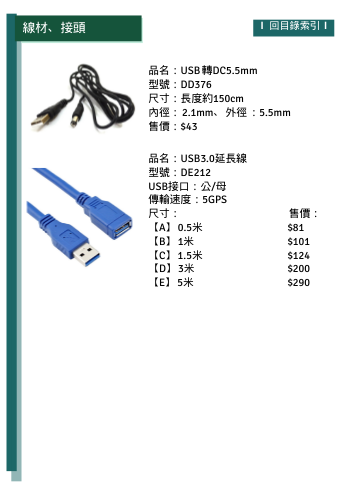 線材、接頭
I 回目錄索引 I
品名：USB轉DC5.5mm
型號：DD376
尺寸：長度約150cm
內徑： 2.1mm、 外徑 ：5.5mm
售價：$43
品名：USB3.0延長線
型號：DE212
USB接口：公/母
傳輸速度：5GPS
尺寸： 售價：
【A】0.5米 $81
【B】1米 $101
【C】1.5米 $124
【D】3米 $200
【E】5米 $290